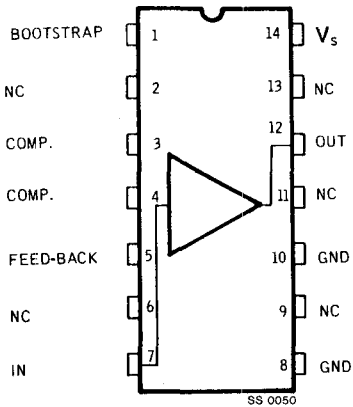 BOOTSTRAP 1 14 Vs
NC 2 13 NC
COMP. 3 12 OUT
COMP. 4 11 NC
FEED-BACK 5 10 GND
NC 6 9 NC
IN 7 8 GND
SS 0050